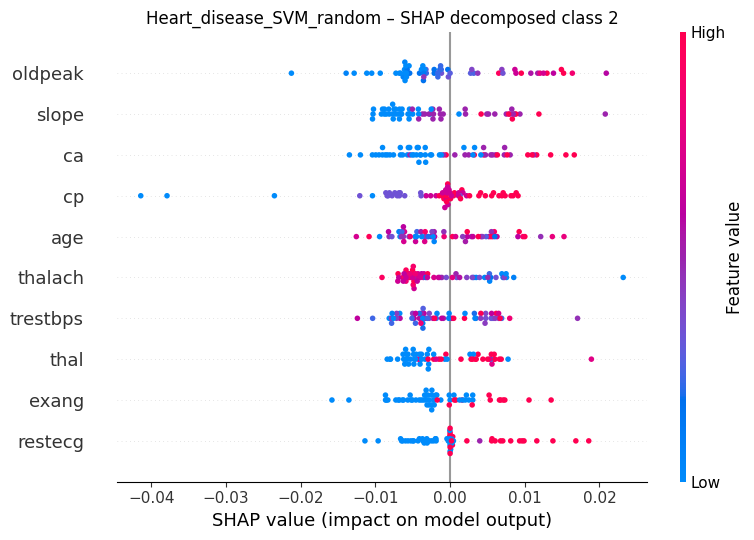 Heart_disease_SVM_random – SHAP decomposed class 2
High
oldpeak
slope
ca
cp
age
thalach
trestbps
thal
exang
restecg
Feature value
Low
−0.04 −0.03 −0.02 −0.01 0.00 0.01 0.02
SHAP value (impact on model output)